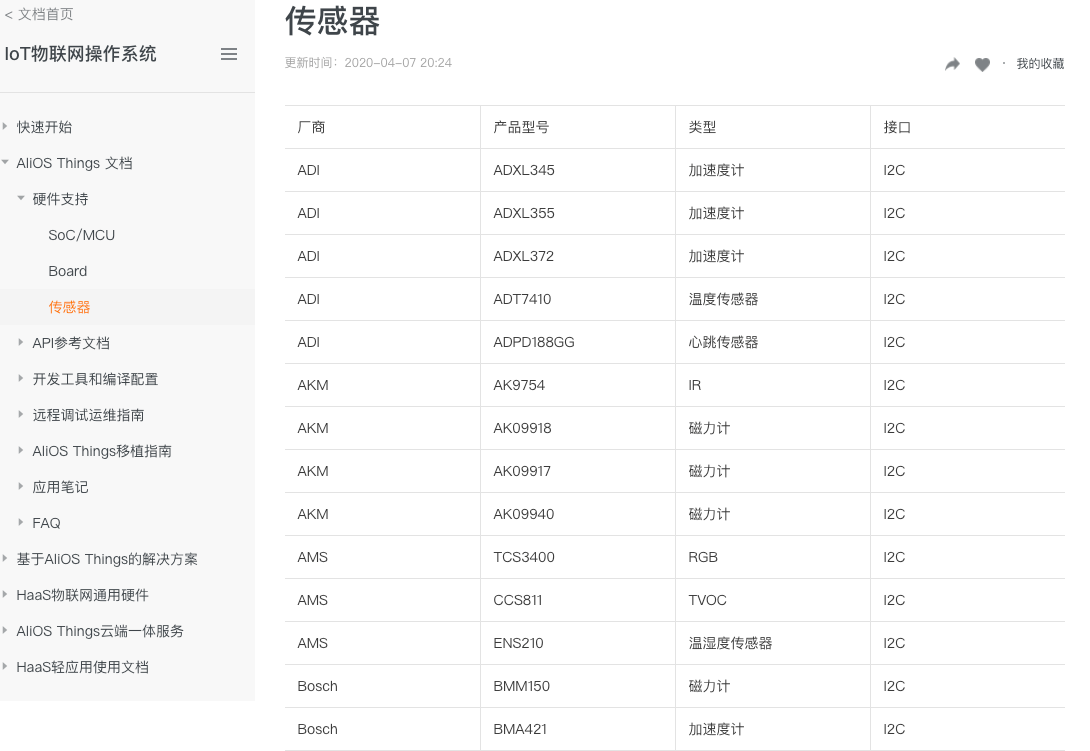 < 文档首页
IoT物联网操作系统
快速开始
AliOS Things 文档
硬件支持
SoC/MCU
Board
传感器
API参考文档
开发工具和编译配置
远程调试运维指南
AliOS Things移植指南
应用笔记
FAQ
基于AliOS Things的解决方案
HaaS物联网通用硬件
AliOS Things云端一体服务
HaaS轻应用使用文档
传感器
更新时间：2020-04-07 20:24
· 我的收藏
厂商 产品型号 类型 接口
ADI ADXL345 加速度计 I2C
ADI ADXL355 加速度计 I2C
ADI ADXL372 加速度计 I2C
ADI ADT7410 温度传感器 I2C
ADI ADPD188GG 心跳传感器 I2C
AKM AK9754 IR I2C
AKM AK09918 磁力计 I2C
AKM AK09917 磁力计 I2C
AKM AK09940 磁力计 I2C
AMS TCS3400 RGB I2C
AMS CCS811 TVOC I2C
AMS ENS210 温湿度传感器 I2C
Bosch BMM150 磁力计 I2C
Bosch BMA421 加速度计 I2C